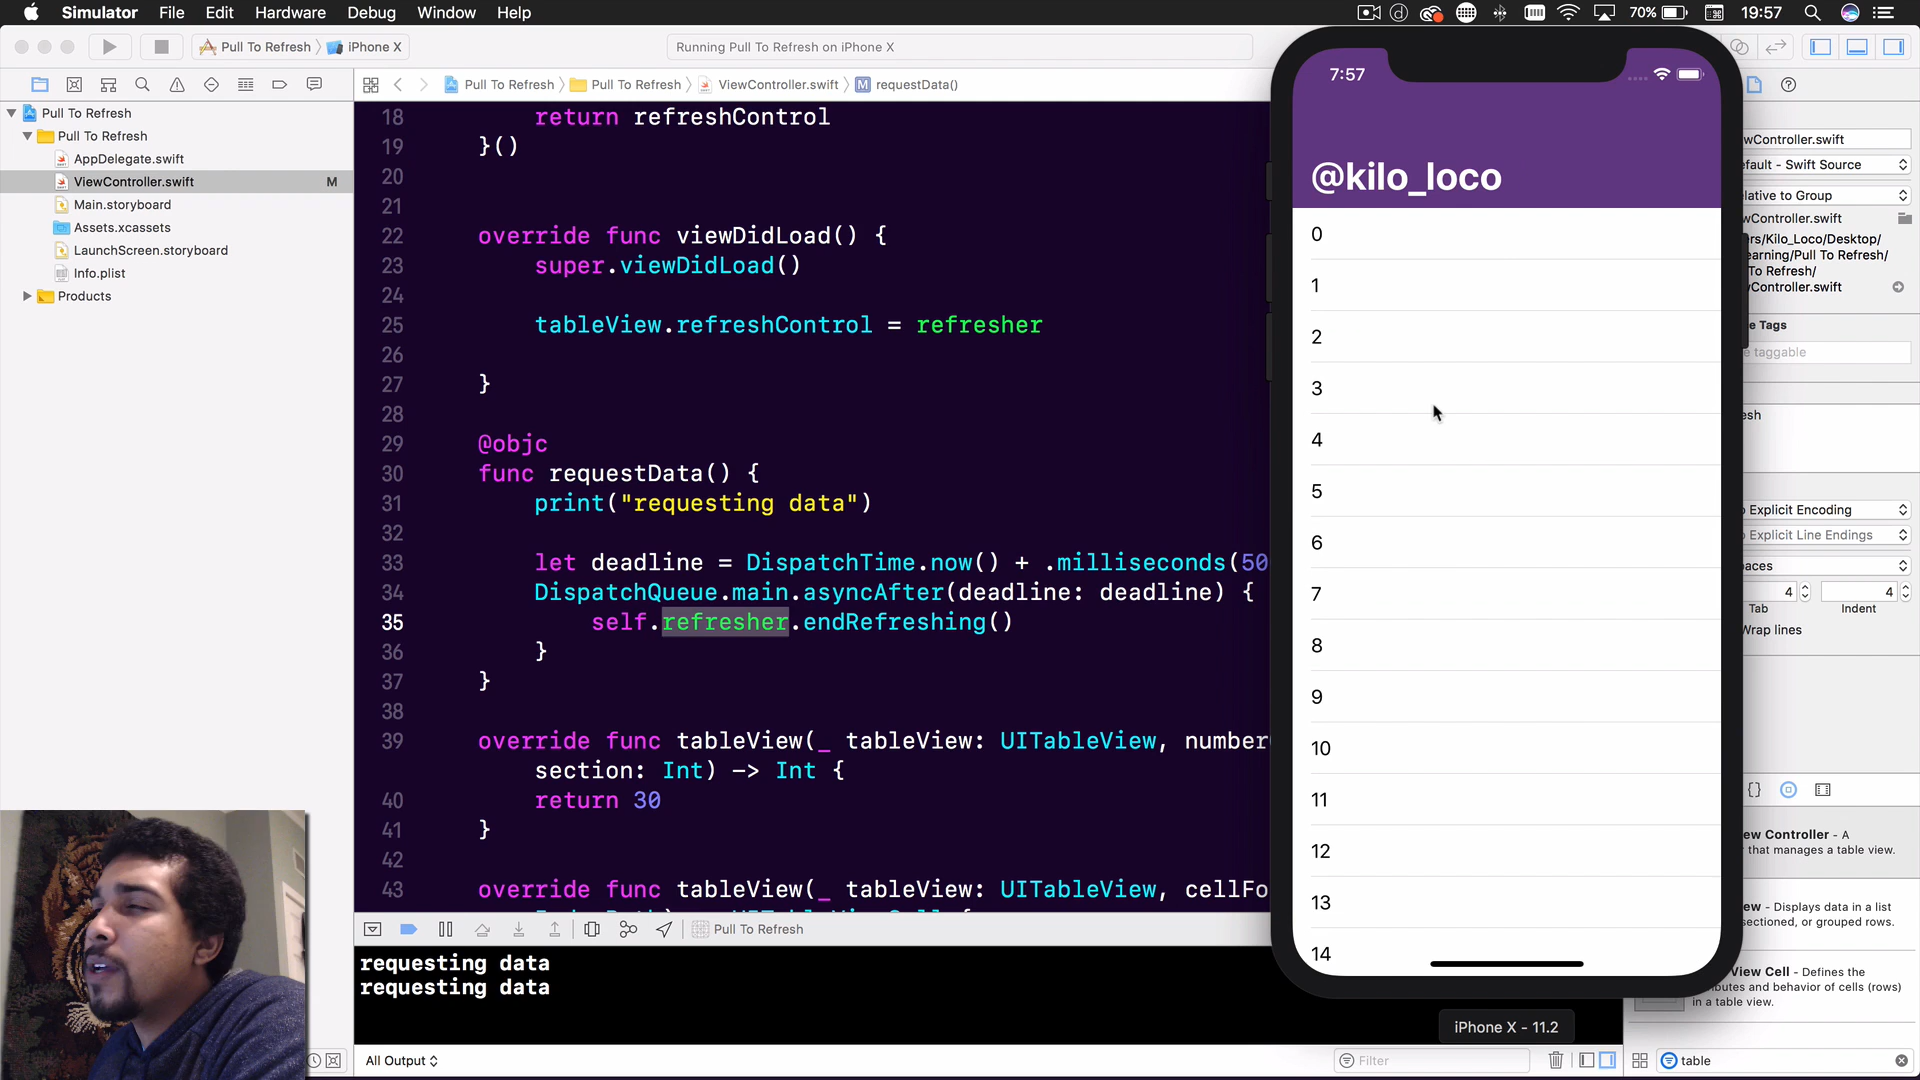 Simulator File Edit Hardware Debug Window Help 70% 19:57
Pull To Refresh iPhone X Running Pull To Refresh on iPhone X
Pull To Refresh Pull To Refresh ViewController.swift M requestData()
Pull To Refresh
Pull To Refresh
AppDelegate.swift
ViewController.swift M
Main.storyboard
Assets.xcassets
LaunchScreen.storyboard
Info.plist
Products
18 return refreshControl
19 }()
20
21
22 override func viewDidLoad() {
23 super.viewDidLoad()
24
25 tableView.refreshControl = refresher
26
27 }
28
29 @objc
30 func requestData() {
31 print("requesting data")
32
33 let deadline = DispatchTime.now() + .milliseconds(50
34 DispatchQueue.main.asyncAfter(deadline: deadline) {
35 self.refresher.endRefreshing()
36 }
37 }
38
39 override func tableView(_ tableView: UITableView, number
section: Int) -> Int {
40 return 30
41 }
42
43 override func tableView(_ tableView: UITableView, cellFo
Pull To Refresh
requesting data
requesting data
All Output
Filter
7:57
@kilo_loco
0
1
2
3
4
5
6
7
8
9
10
11
12
13
14
iPhone X - 11.2
wController.swift
efault - Swift Source
elative to Group
wController.swift
ers/Kilo_Loco/Desktop/
earning/Pull To Refresh/
To Refresh/
wController.swift
e Tags
e taggable
esh
o Explicit Encoding
o Explicit Line Endings
paces
4 4
Tab Indent
Wrap lines
{}
ew Controller - A
r that manages a table view.
ew - Displays data in a list
sectioned, or grouped rows.
View Cell - Defines the
ributes and behavior of cells (rows)
in a table view.
table